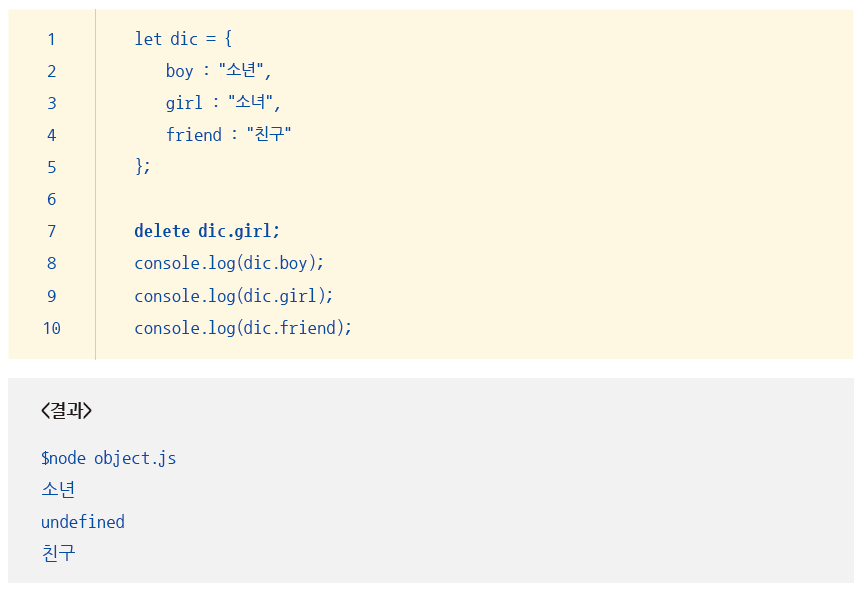 1 let dic = {
2 boy : "소년",
3 girl : "소녀",
4 friend : "친구"
5 };
6
7 delete dic.girl;
8 console.log(dic.boy);
9 console.log(dic.girl);
10 console.log(dic.friend);
<결과>
$node object.js
소년
undefined
친구